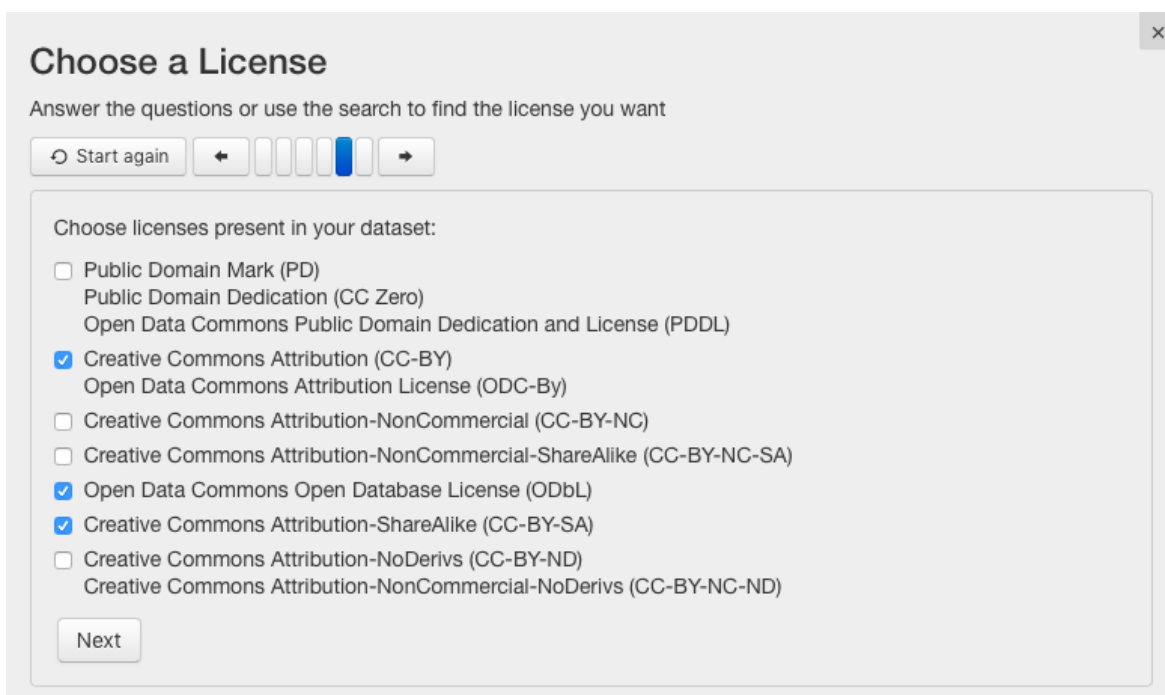 ×
Choose a License
Answer the questions or use the search to find the license you want
Start again
Choose licenses present in your dataset:
Public Domain Mark (PD)
Public Domain Dedication (CC Zero)
Open Data Commons Public Domain Dedication and License (PDDL)
Creative Commons Attribution (CC-BY)
Open Data Commons Attribution License (ODC-By)
Creative Commons Attribution-NonCommercial (CC-BY-NC)
Creative Commons Attribution-NonCommercial-ShareAlike (CC-BY-NC-SA)
Open Data Commons Open Database License (ODbL)
Creative Commons Attribution-ShareAlike (CC-BY-SA)
Creative Commons Attribution-NoDerivs (CC-BY-ND)
Creative Commons Attribution-NonCommercial-NoDerivs (CC-BY-NC-ND)
Next